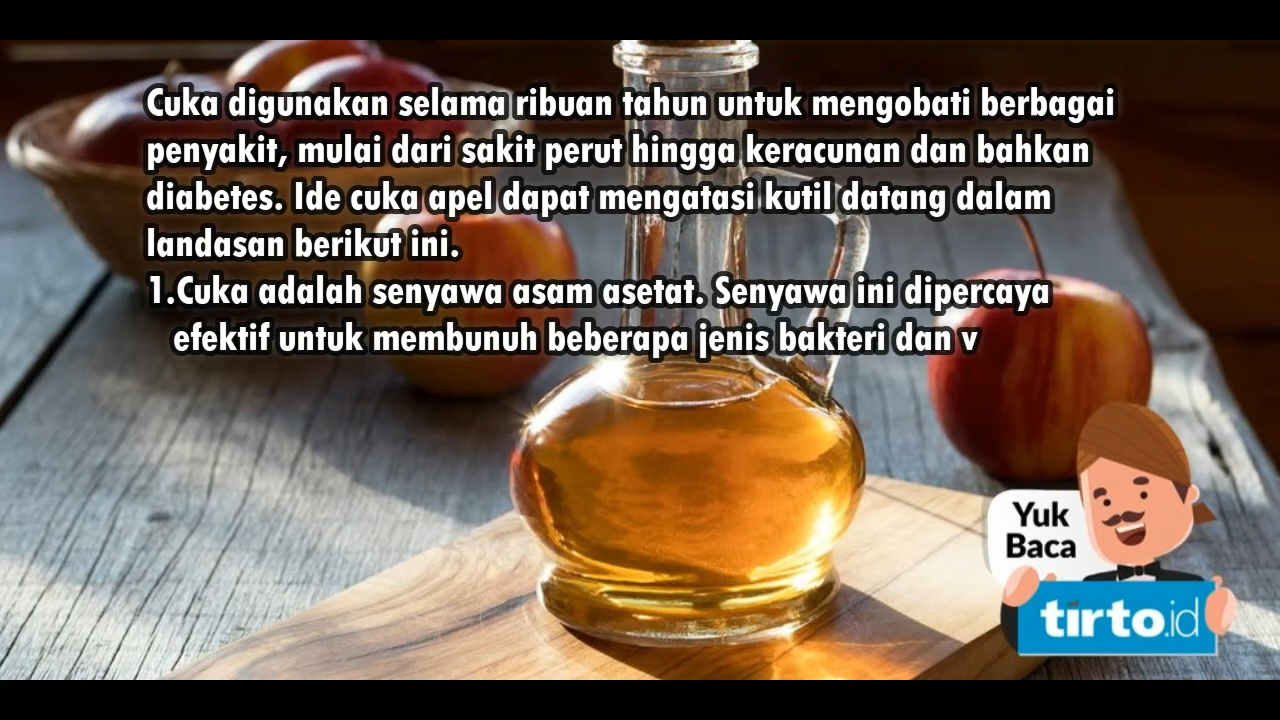 Cuka digunakan selama ribuan tahun untuk mengobati berbagai
penyakit, mulai dari sakit perut hingga keracunan dan bahkan
diabetes. Ide cuka apel dapat mengatasi kutil datang dalam
landasan berikut ini.
1.Cuka adalah senyawa asam asetat. Senyawa ini dipercaya
efektif untuk membunuh beberapa jenis bakteri dan v
Yuk
Baca
tirto.id